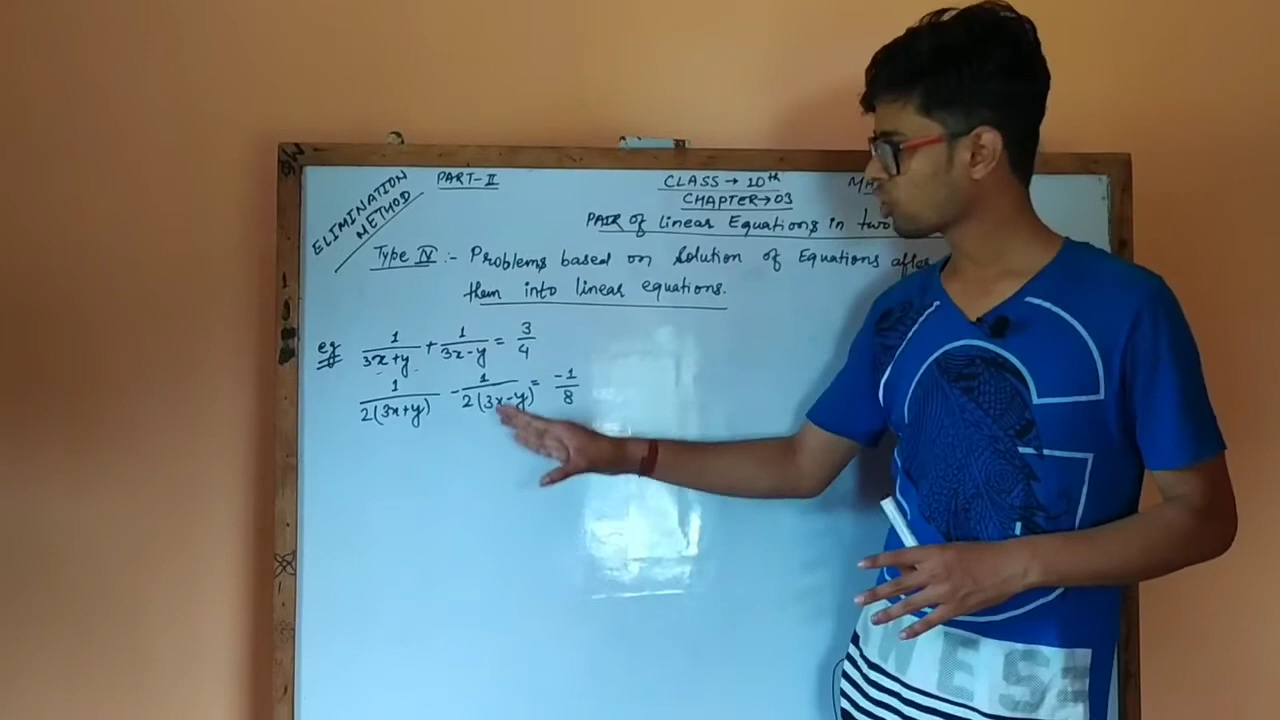 ELIMINATION
METHOD
PART-II
CLASS → 10th
CHAPTER → 03
PAIR of linear Equations in two
Type IV :- Problems based on Solution of Equations after
them into linear equations.
eg 1/(3x+y) + 1/(3x-y) = 3/4
1/(2(3x+y)) - 1/(2(3x-y)) = -1/8